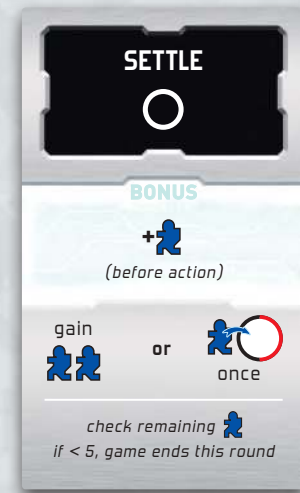 SETTLE
BONUS
+
(before action)
gain
or
once
check remaining
if < 5, game ends this round